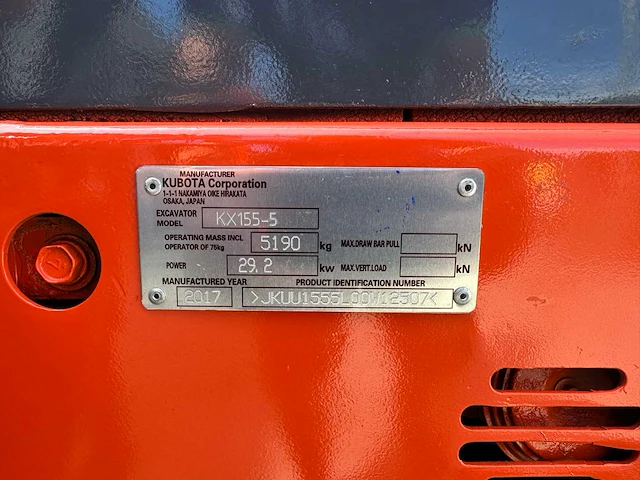 MANUFACTURER
KUBOTA Corporation
1-1-1 NAKAMIYA OIKE HIRAKATA
OSAKA, JAPAN
EXCAVATOR MODEL KX155-5
OPERATING MASS INCL OPERATOR OF 75kg 5190 kg MAX.DRAW BAR PULL kN
POWER 29.2 kw MAX.VERT.LOAD kN
MANUFACTURED YEAR PRODUCT IDENTIFICATION NUMBER
2017